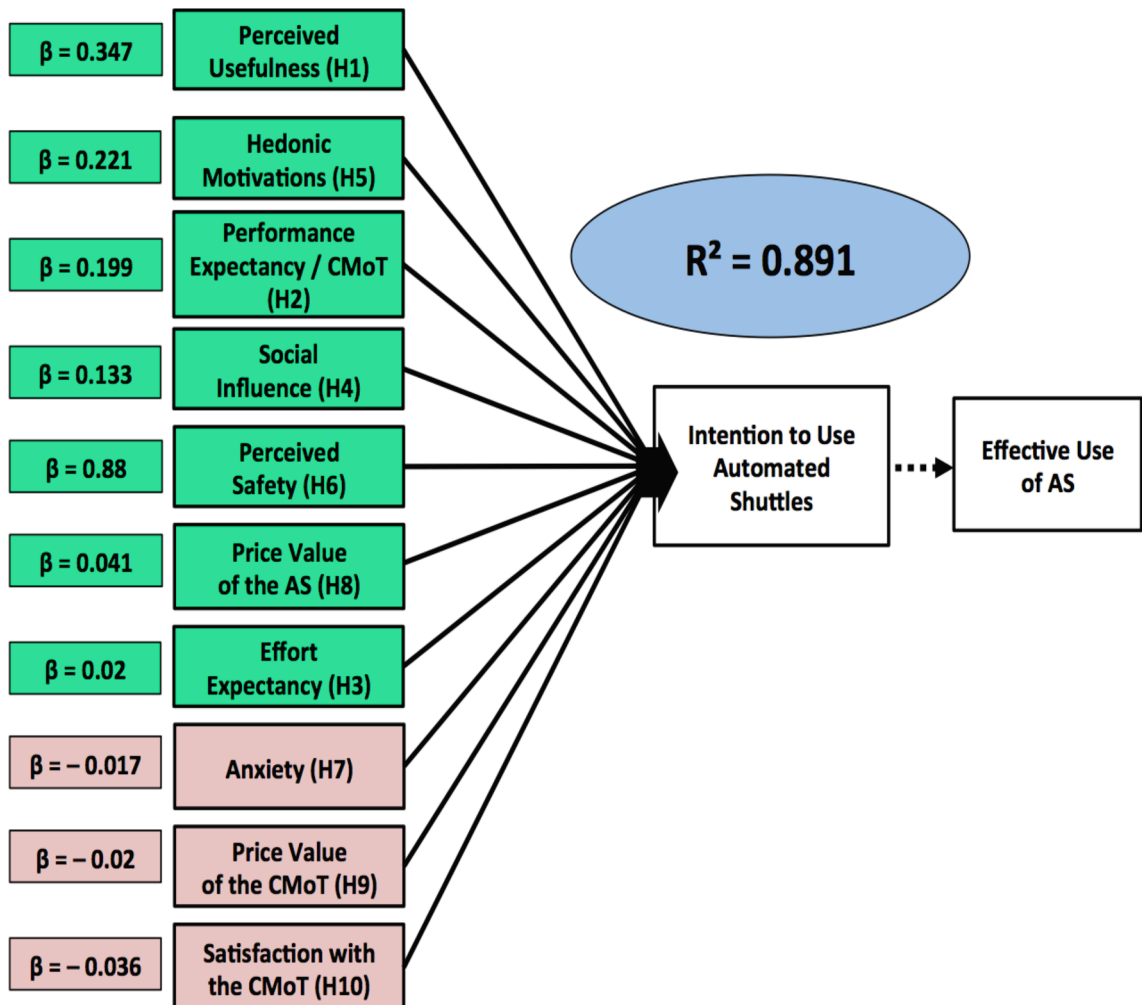 β = 0.347
Perceived
Usefulness (H1)
β = 0.221
Hedonic
Motivations (H5)
β = 0.199
Performance
Expectancy / CMoT
(H2)
R² = 0.891
β = 0.133
Social
Influence (H4)
β = 0.88
Perceived
Safety (H6)
Intention to Use
Automated
Shuttles
Effective Use
of AS
β = 0.041
Price Value
of the AS (H8)
β = 0.02
Effort
Expectancy (H3)
β = – 0.017
Anxiety (H7)
β = – 0.02
Price Value
of the CMoT (H9)
β = – 0.036
Satisfaction with
the CMoT (H10)